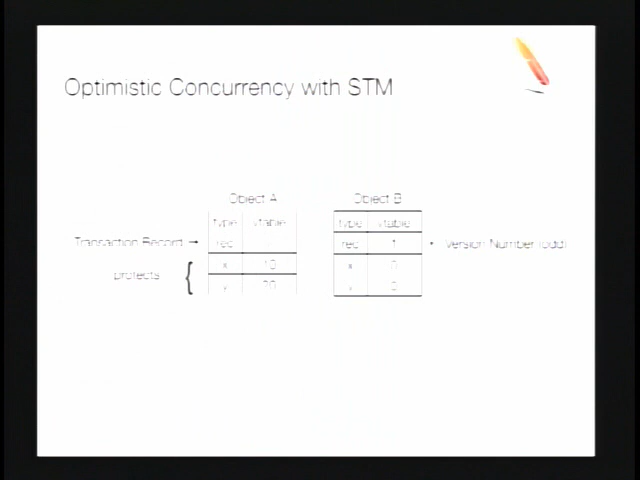 Optimistic Concurrency with STM
Object A Object B
type vtable type vtable
Transaction Record → rec rec 1 Version Number (odd)
protects { x 10 x 0
y 20 y 0